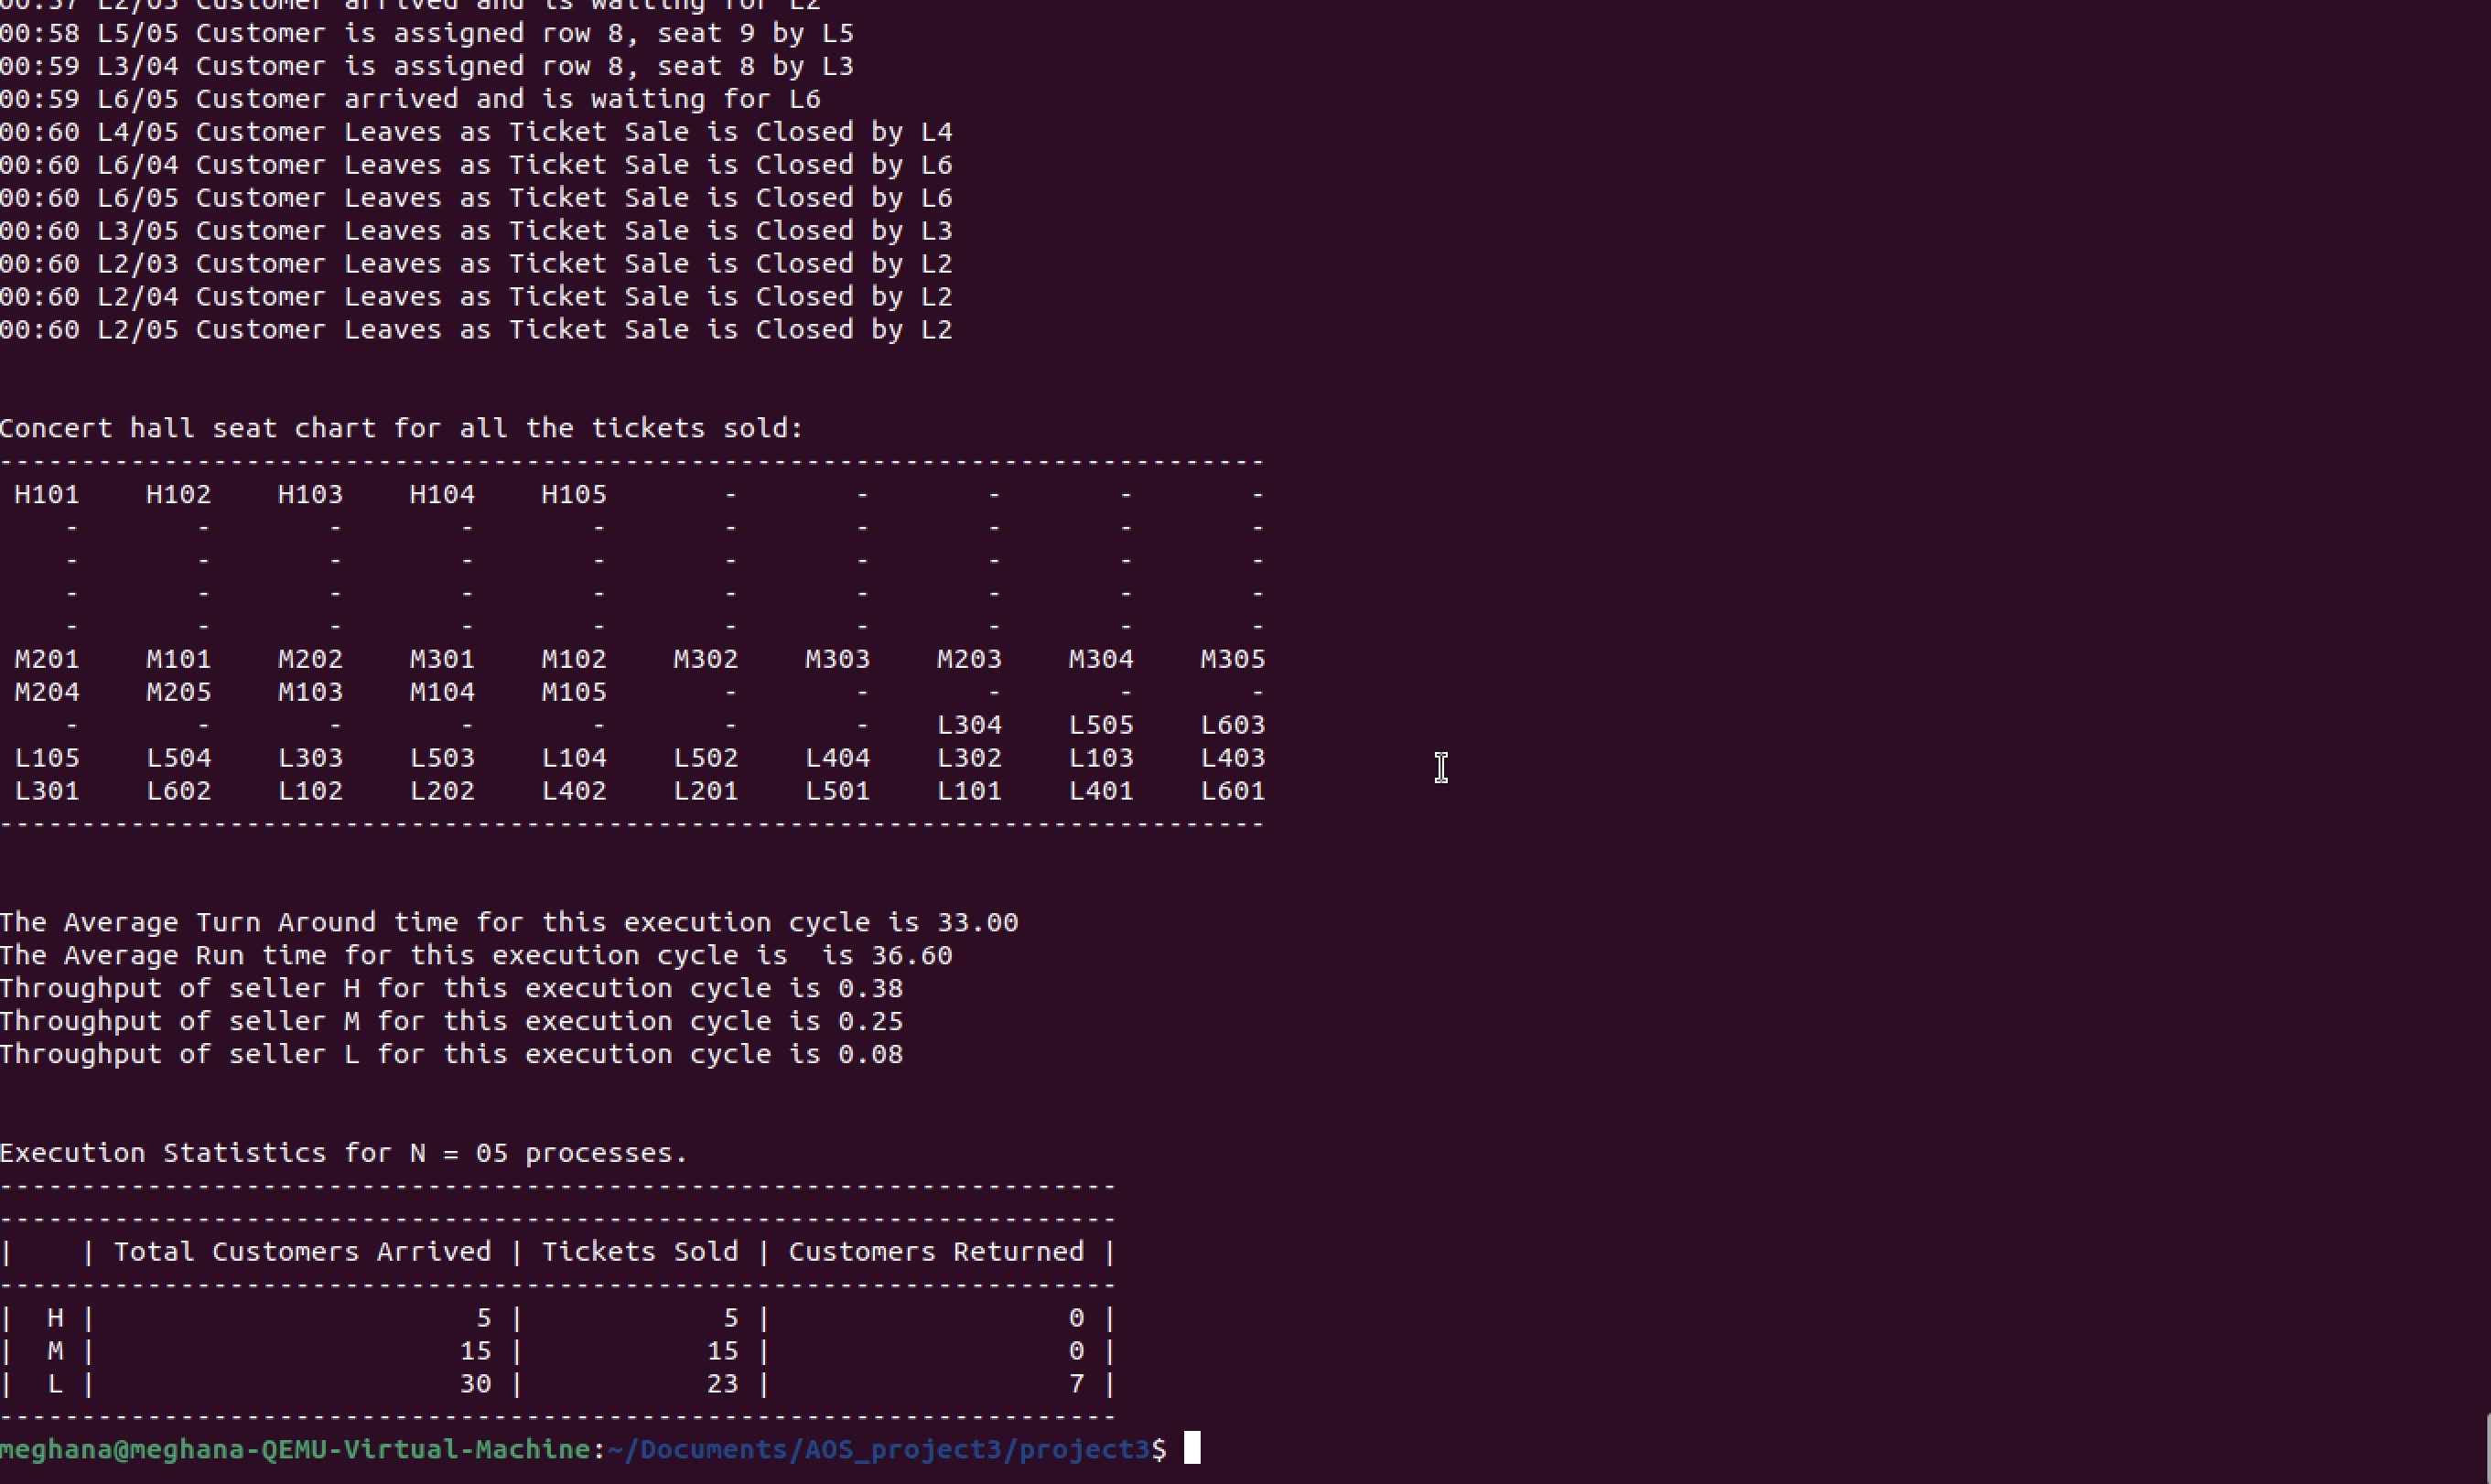 00:57 L2/05 Customer arrived and is waiting for L2
00:58 L5/05 Customer is assigned row 8, seat 9 by L5
00:59 L3/04 Customer is assigned row 8, seat 8 by L3
00:59 L6/05 Customer arrived and is waiting for L6
00:60 L4/05 Customer Leaves as Ticket Sale is Closed by L4
00:60 L6/04 Customer Leaves as Ticket Sale is Closed by L6
00:60 L6/05 Customer Leaves as Ticket Sale is Closed by L6
00:60 L3/05 Customer Leaves as Ticket Sale is Closed by L3
00:60 L2/03 Customer Leaves as Ticket Sale is Closed by L2
00:60 L2/04 Customer Leaves as Ticket Sale is Closed by L2
00:60 L2/05 Customer Leaves as Ticket Sale is Closed by L2
Concert hall seat chart for all the tickets sold:
-----------------------------------------------------------------------------
H101 H102 H103 H104 H105 - - - - -
- - - - - - - - - -
- - - - - - - - - -
- - - - - - - - - -
- - - - - - - - - -
M201 M101 M202 M301 M102 M302 M303 M203 M304 M305
M204 M205 M103 M104 M105 - - - - -
- - - - - - - L304 L505 L603
L105 L504 L303 L503 L104 L502 L404 L302 L103 L403
L301 L602 L102 L202 L402 L201 L501 L101 L401 L601
-----------------------------------------------------------------------------
The Average Turn Around time for this execution cycle is 33.00
The Average Run time for this execution cycle is  is 36.60
Throughput of seller H for this execution cycle is 0.38
Throughput of seller M for this execution cycle is 0.25
Throughput of seller L for this execution cycle is 0.08
Execution Statistics for N = 05 processes.
--------------------------------------------------------------------
--------------------------------------------------------------------
| | Total Customers Arrived | Tickets Sold | Customers Returned |
--------------------------------------------------------------------
| H | 5 | 5 | 0 |
| M | 15 | 15 | 0 |
| L | 30 | 23 | 7 |
--------------------------------------------------------------------
meghana@meghana-QEMU-Virtual-Machine:~/Documents/AOS_project3/project3$